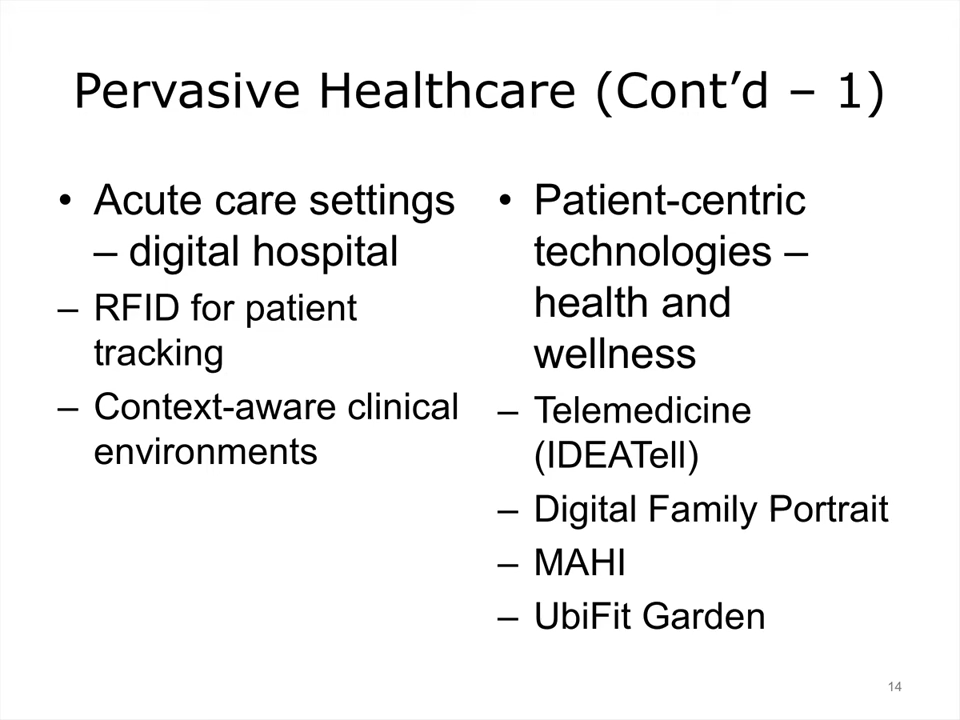 Pervasive Healthcare (Cont’d – 1)
• Acute care settings
– digital hospital
– RFID for patient
tracking
– Context-aware clinical
environments
• Patient-centric
technologies –
health and
wellness
– Telemedicine
(IDEATell)
– Digital Family Portrait
– MAHI
– UbiFit Garden
14